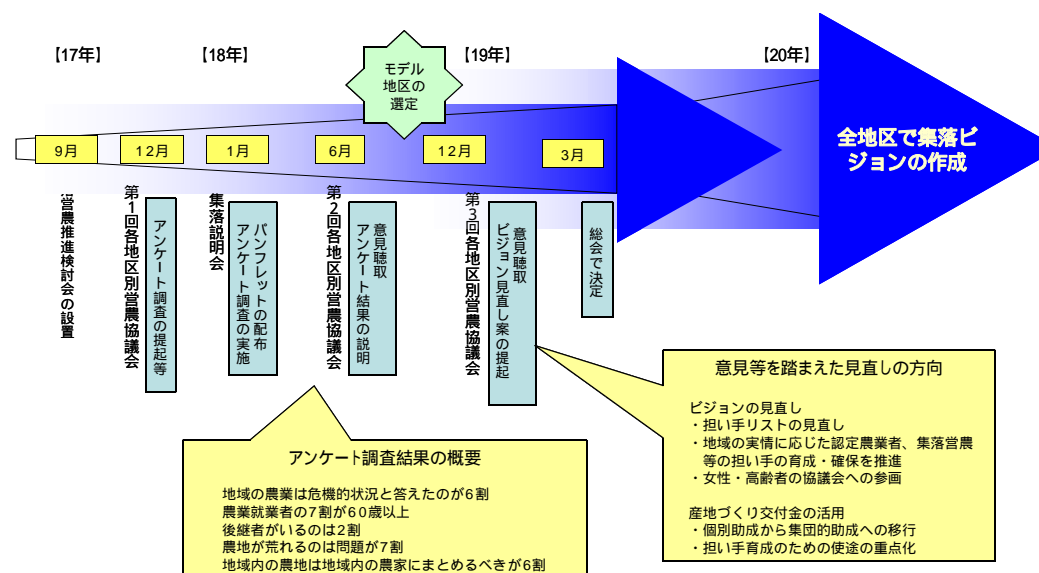 【17年】
【18年】
【19年】
【20年】
モデル
地区の
選定
9月
12月
1月
6月
12月
3月
全地区で集落ビ
ジョンの作成
営農推進検討会の設置
第1回各地区別営農協議会
アンケート調査の提起等
集落説明会
パンフレットの配布
アンケート調査の実施
第2回各地区別営農協議会
意見聴取
アンケート結果の説明
第3回各地区別営農協議会
意見聴取
ビジョン見直し案の提起
総会で決定
意見等を踏まえた見直しの方向
ビジョンの見直し
・担い手リストの見直し
・地域の実情に応じた認定農業者、集落営農
等の担い手の育成・確保を推進
・女性・高齢者の協議会への参画
産地づくり交付金の活用
・個別助成から集団的助成への移行
・担い手育成のための使途の重点化
アンケート調査結果の概要
地域の農業は危機的状況と答えたのが6割
農業就業者の7割が60歳以上
後継者がいるのは2割
農地が荒れるのは問題が7割
地域内の農地は地域内の農家にまとめるべきが6割